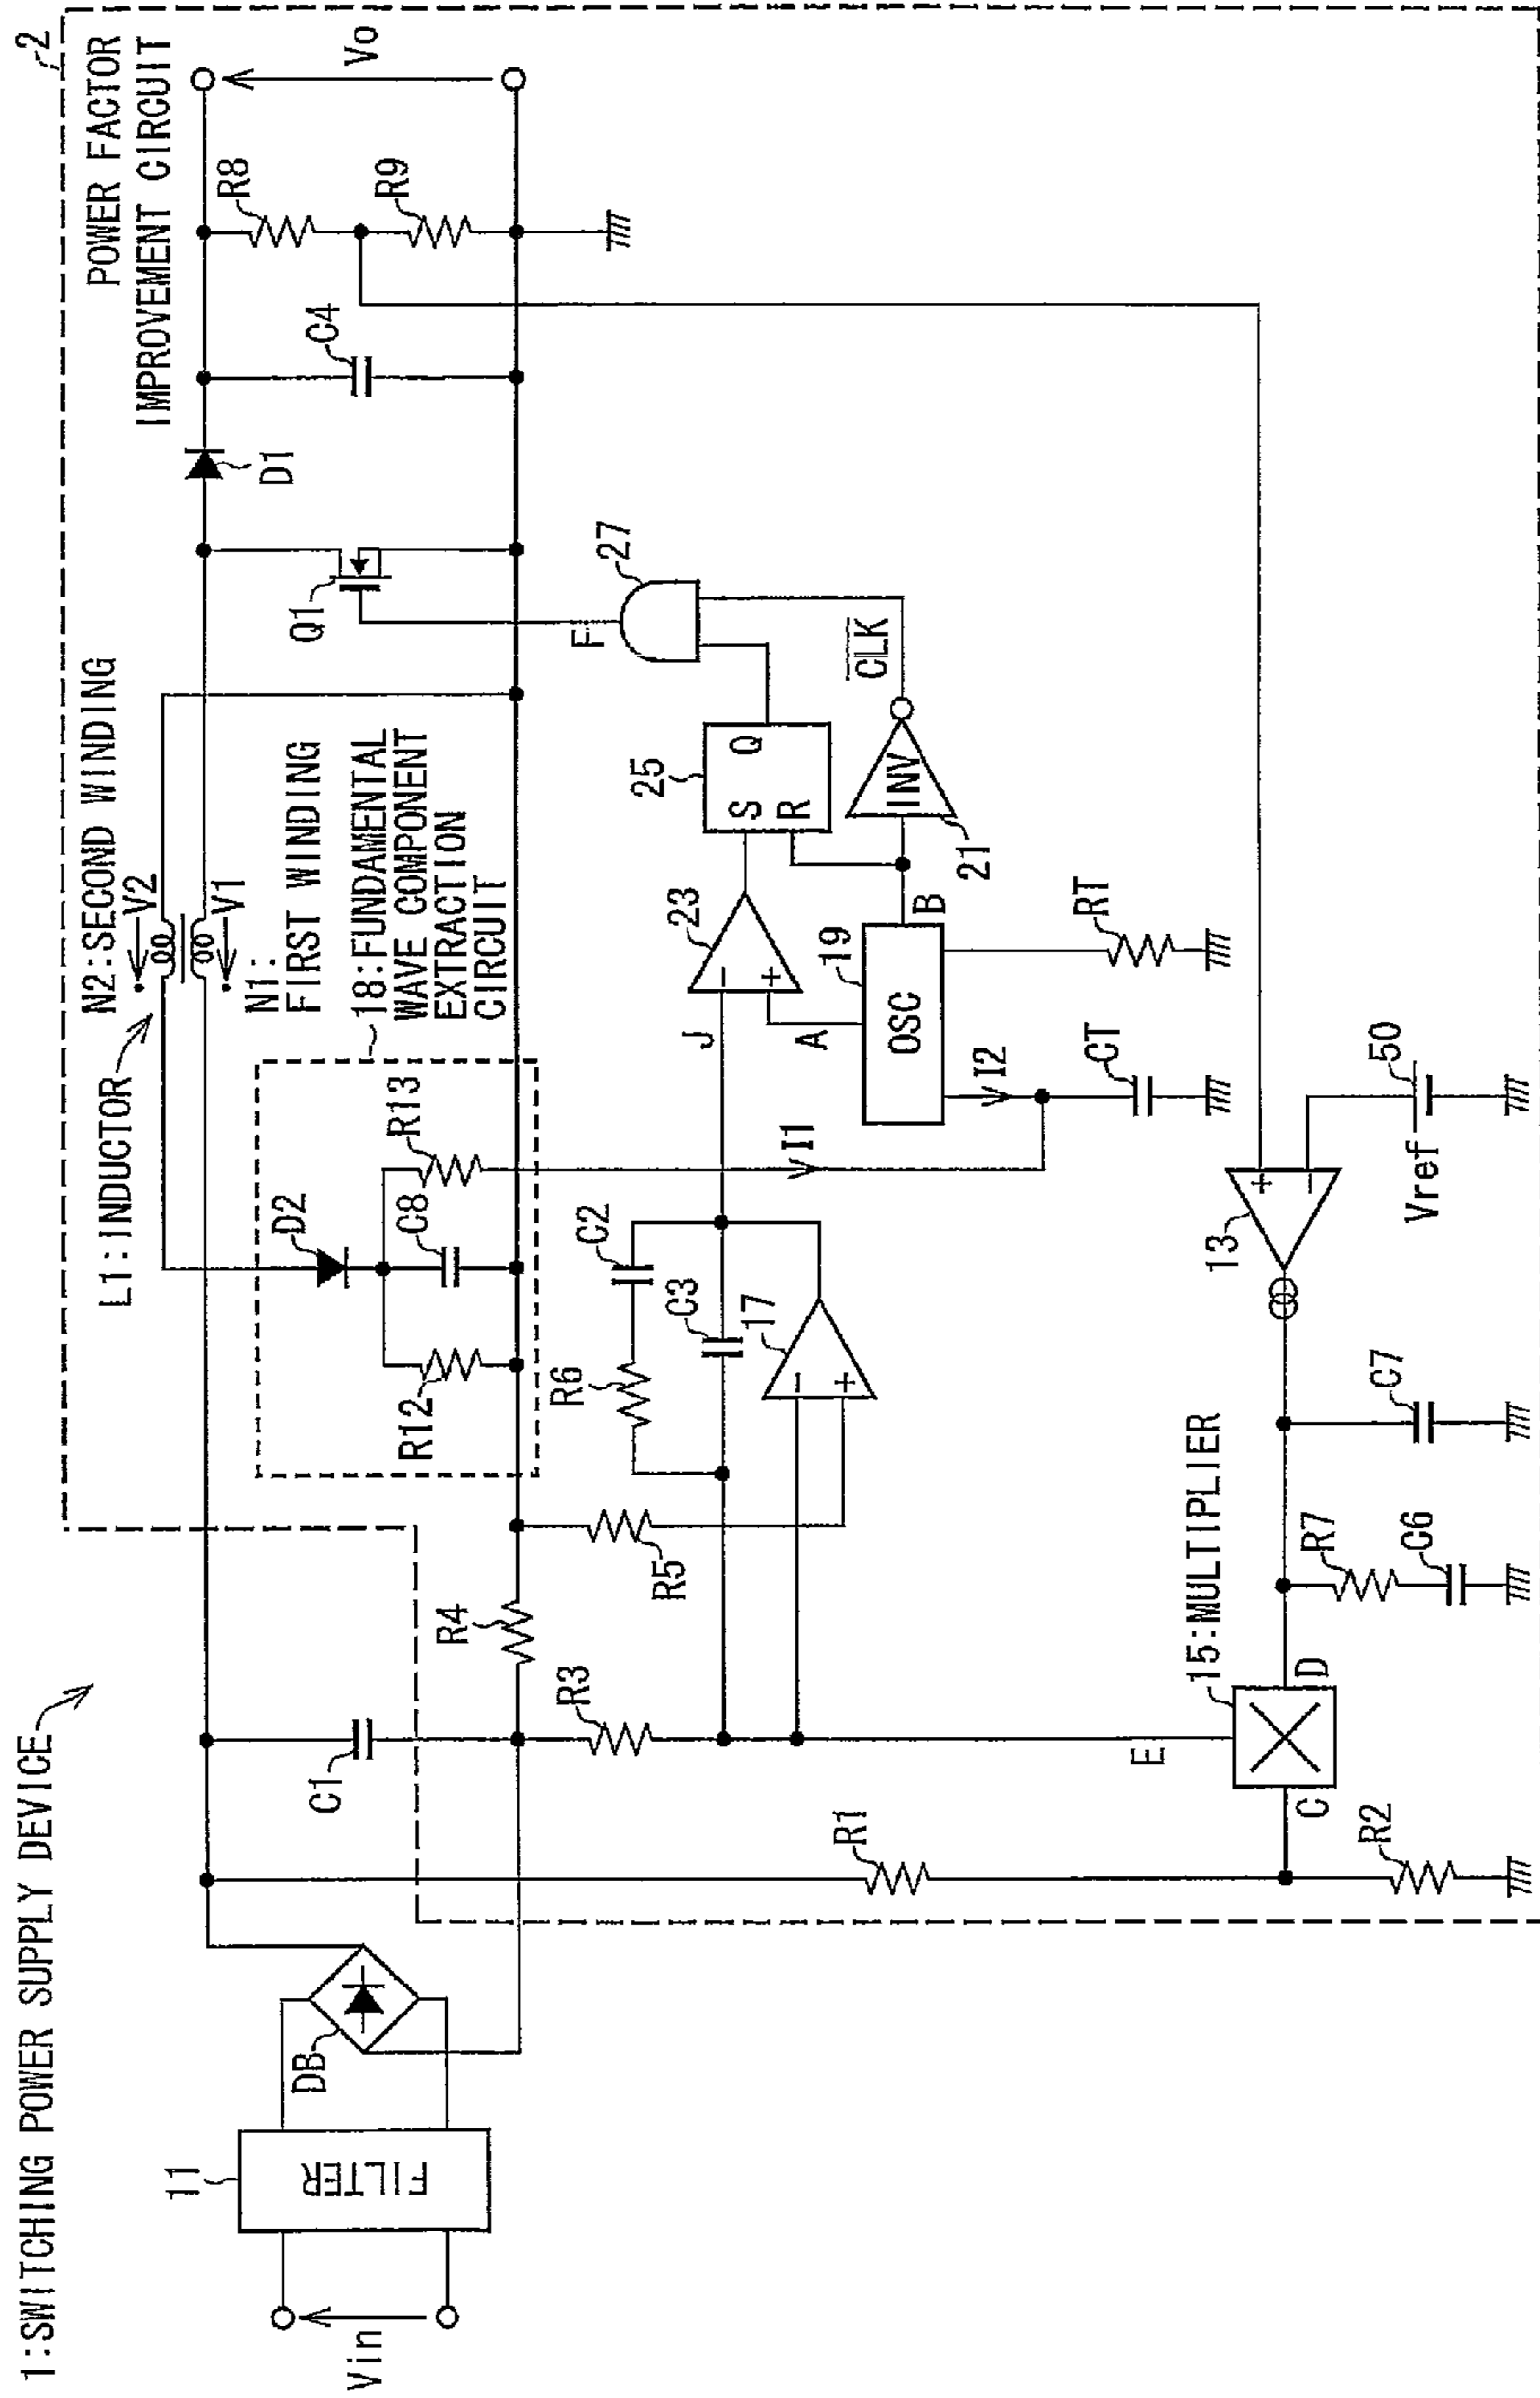 1:SWITCHING POWER SUPPLY DEVICE
2
POWER FACTOR
IMPROVEMENT CIRCUIT
L1:INDUCTOR
N2:SECOND WINDING
V2
V1
N1:
FIRST WINDING
18:FUNDAMENTAL
WAVE COMPONENT
EXTRACTION
CIRCUIT
Vin
11
FILTER
DB
C1
R4
R3
R5
R12
D2
C8
R13
Q1
D1
C4
R8
R9
Vo
R6
C2
C3
17
−
+
I1
J
23
−
+
A
19
OSC
B
I2
CT
RT
25
S
R
Q
21
INV
CLK
27
F
R1
R2
C
15:MULTIPLIER
D
E
R7
C6
C7
13
+
−
Vref
50